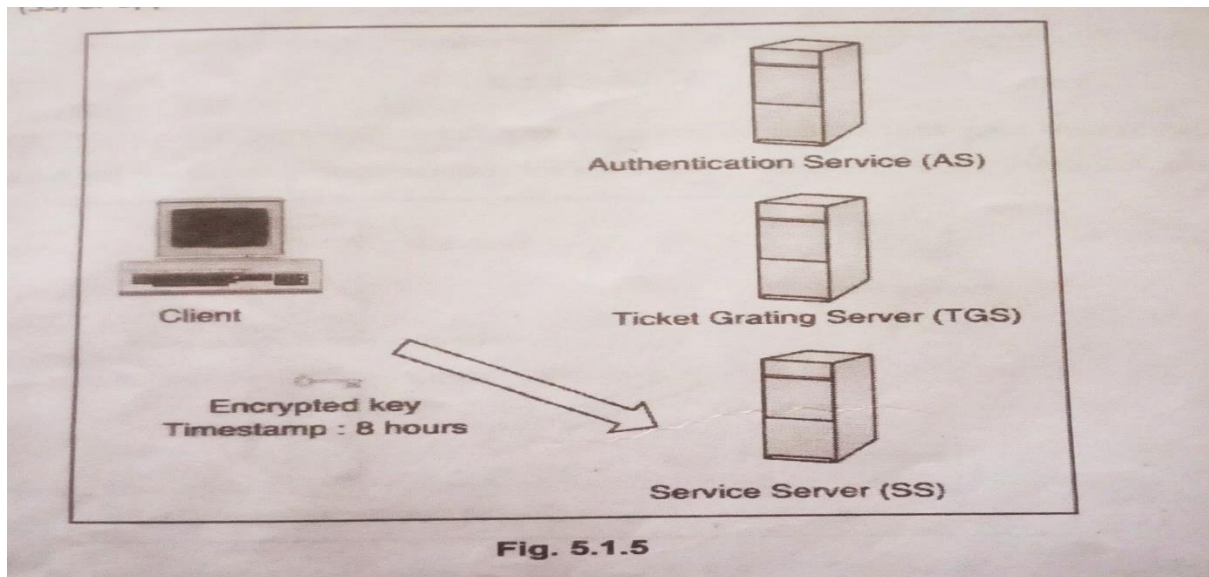 Authentication Service (AS)
Client
Ticket Grating Server (TGS)
Encrypted key
Timestamp : 8 hours
Service Server (SS)
Fig. 5.1.5